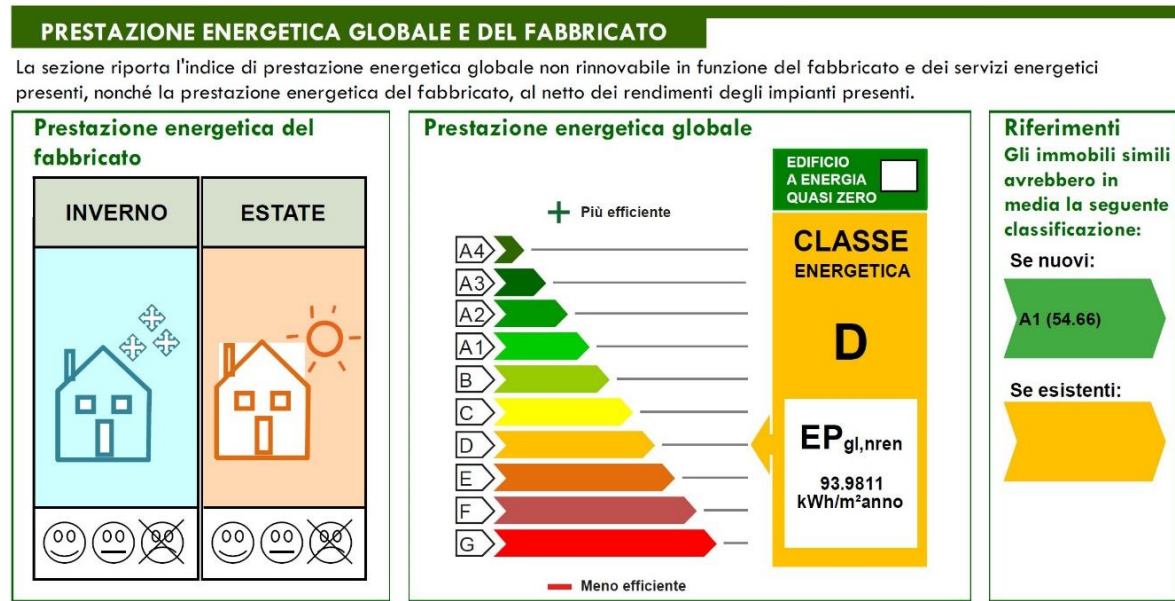 PRESTAZIONE ENERGETICA GLOBALE E DEL FABBRICATO
La sezione riporta l'indice di prestazione energetica globale non rinnovabile in funzione del fabbricato e dei servizi energetici
presenti, nonché la prestazione energetica del fabbricato, al netto dei rendimenti degli impianti presenti.
Prestazione energetica del
fabbricato
INVERNO
ESTATE
Prestazione energetica globale
+ Più efficiente
A4
A3
A2
A1
B
C
D
E
F
G
Meno efficiente
EDIFICIO
A ENERGIA
QUASI ZERO
CLASSE
ENERGETICA
D
EPgl,nren
93.9811
kWh/m²anno
Riferimenti
Gli immobili simili
avrebbero in
media la seguente
classificazione:
Se nuovi:
A1 (54.66)
Se esistenti: